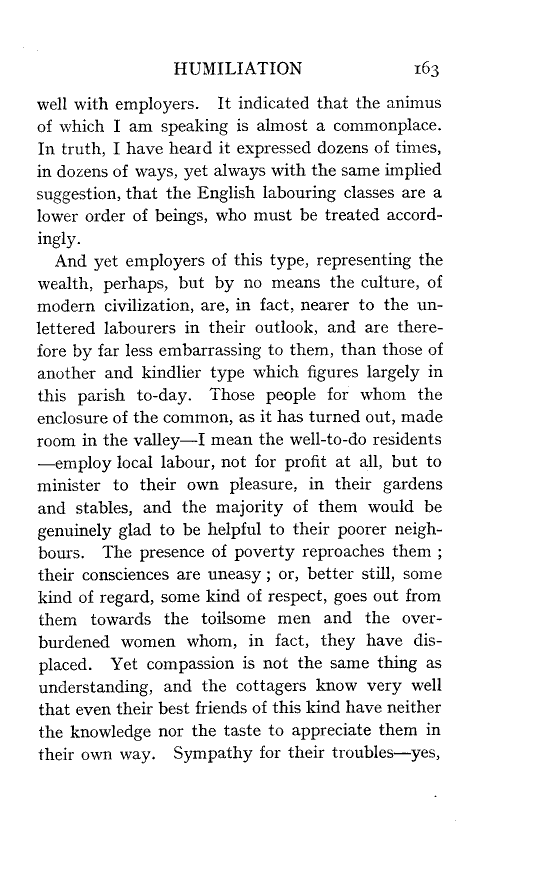 HUMILIATION 163
well with employers. It indicated that the animus
of which I am speaking is almost a commonplace.
In truth, I have heard it expressed dozens of times,
in dozens of ways, yet always with the same implied
suggestion, that the English labouring classes are a
lower order of beings, who must be treated accord-
ingly.
And yet employers of this type, representing the
wealth, perhaps, but by no means the culture, of
modern civilization, are, in fact, nearer to the un-
lettered labourers in their outlook, and are there-
fore by far less embarrassing to them, than those of
another and kindlier type which figures largely in
this parish to-day. Those people for whom the
enclosure of the common, as it has turned out, made
room in the valley—I mean the well-to-do residents
—employ local labour, not for profit at all, but to
minister to their own pleasure, in their gardens
and stables, and the majority of them would be
genuinely glad to be helpful to their poorer neigh-
bours. The presence of poverty reproaches them ;
their consciences are uneasy ; or, better still, some
kind of regard, some kind of respect, goes out from
them towards the toilsome men and the over-
burdened women whom, in fact, they have dis-
placed. Yet compassion is not the same thing as
understanding, and the cottagers know very well
that even their best friends of this kind have neither
the knowledge nor the taste to appreciate them in
their own way. Sympathy for their troubles—yes,